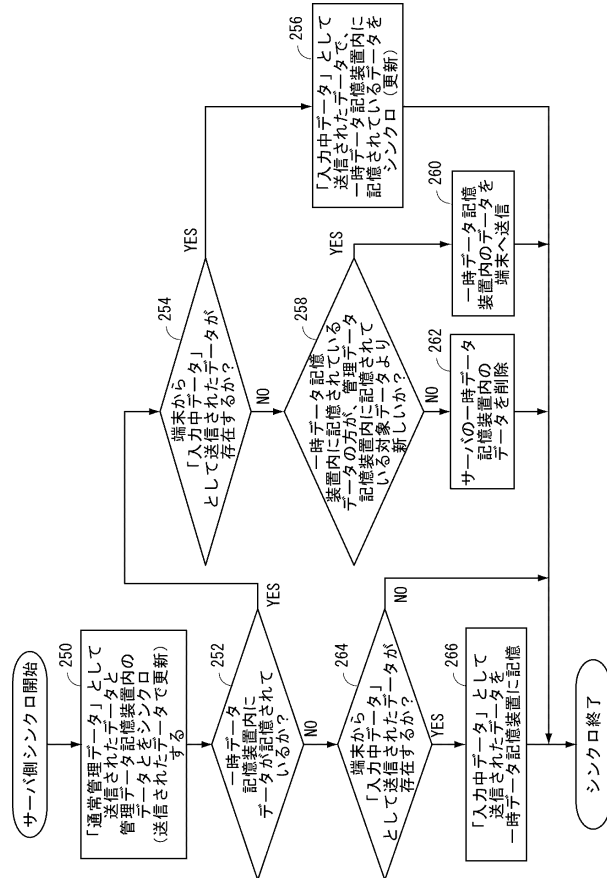 サーバ側シンクロ開始
250
「通常管理データ」として
送信されたデータと
管理データ記憶装置内の
データとをシンクロ
(送信されたデータで更新)
する
252
一時データ
記憶装置内に
データが記憶されて
いるか?
YES
NO
254
端末から
「入力中データ」
として送信されたデータが
存在するか?
YES
NO
256
「入力中データ」として
送信されたデータで、
一時データ記憶装置内に
記憶されているデータを
シンクロ(更新)
258
一時データ記憶
装置内に記憶されている
データの方が、管理データ
記憶装置内に記憶されて
いる対象データより
新しいか?
YES
NO
260
一時データ記憶
装置内のデータを
端末へ送信
262
サーバの一時データ
記憶装置内の
データを削除
264
端末から
「入力中データ」
として送信されたデータが
存在するか?
NO
YES
266
「入力中データ」として
送信されたデータを
一時データ記憶装置に記憶
シンクロ終了